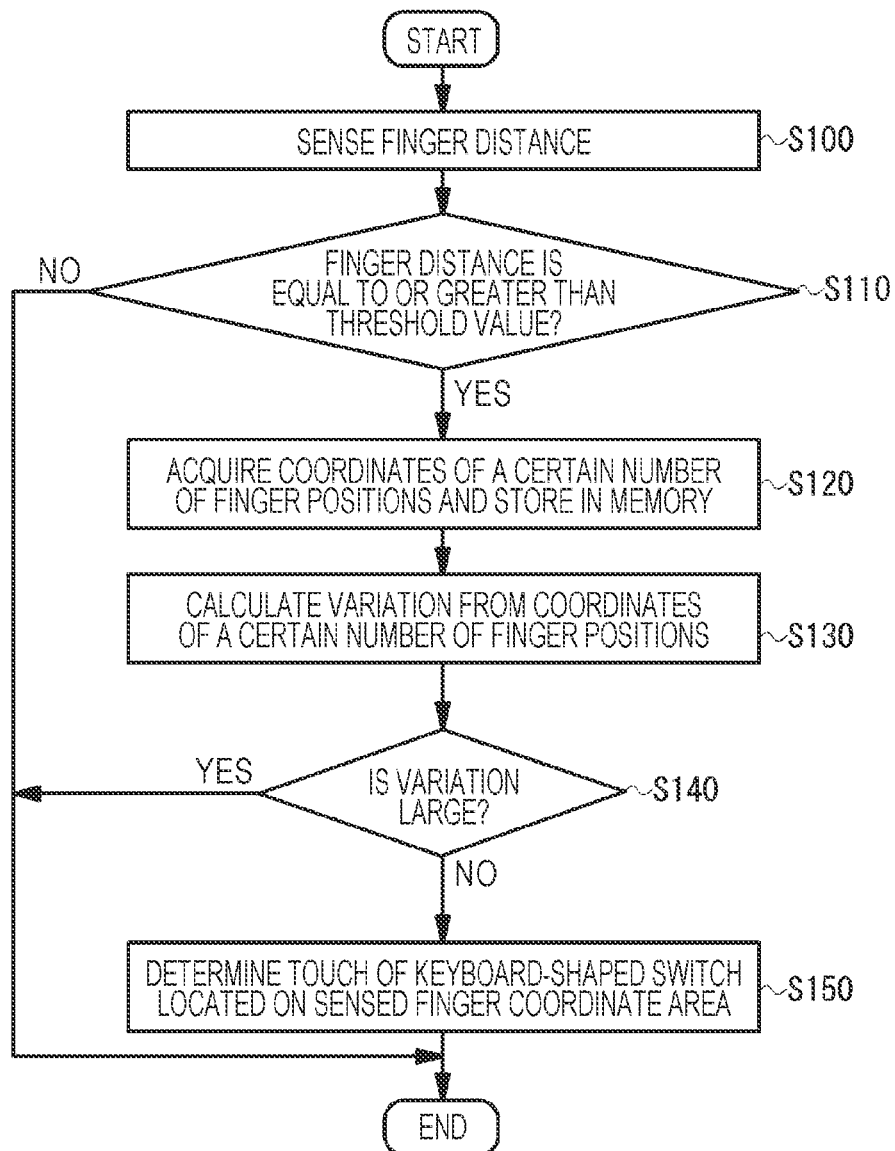 START
SENSE FINGER DISTANCE
S100
NO
FINGER DISTANCE IS
EQUAL TO OR GREATER THAN
THRESHOLD VALUE?
S110
YES
ACQUIRE COORDINATES OF A CERTAIN NUMBER
OF FINGER POSITIONS AND STORE IN MEMORY
S120
CALCULATE VARIATION FROM COORDINATES
OF A CERTAIN NUMBER OF FINGER POSITIONS
S130
YES
IS VARIATION
LARGE?
S140
NO
DETERMINE TOUCH OF KEYBOARD-SHAPED SWITCH
LOCATED ON SENSED FINGER COORDINATE AREA
S150
END